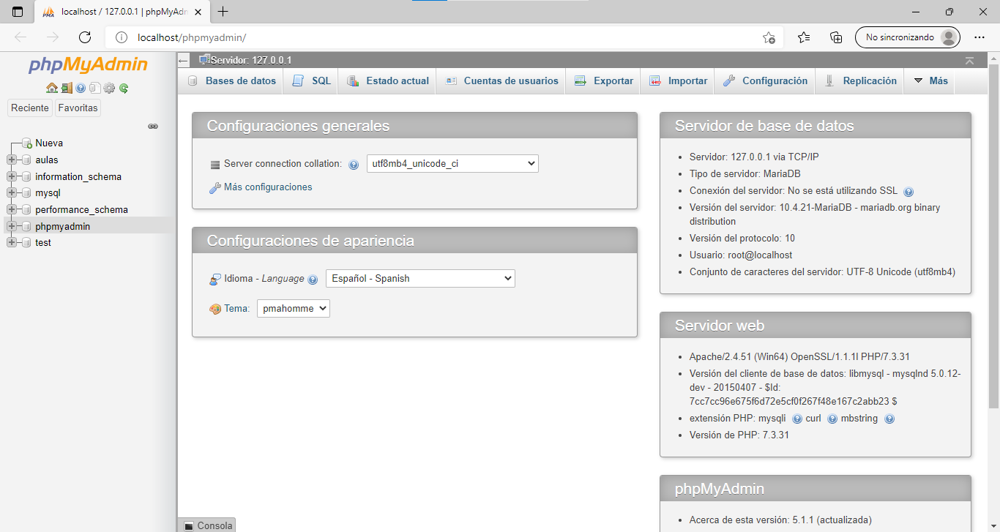 localhost / 127.0.0.1 | phpMyAdm
localhost/phpmyadmin/
No sincronizando
phpMyAdmin
Reciente
Favoritas
Nueva
aulas
information_schema
mysql
performance_schema
phpmyadmin
test
Servidor: 127.0.0.1
Bases de datos
SQL
Estado actual
Cuentas de usuarios
Exportar
Importar
Configuración
Replicación
Más
Configuraciones generales
Server connection collation:
utf8mb4_unicode_ci
Más configuraciones
Configuraciones de apariencia
Idioma - Language
Español - Spanish
Tema:
pmahomme
Servidor de base de datos
Servidor: 127.0.0.1 via TCP/IP
Tipo de servidor: MariaDB
Conexión del servidor: No se está utilizando SSL
Versión del servidor: 10.4.21-MariaDB - mariadb.org binary
distribution
Versión del protocolo: 10
Usuario: root@localhost
Conjunto de caracteres del servidor: UTF-8 Unicode (utf8mb4)
Servidor web
Apache/2.4.51 (Win64) OpenSSL/1.1.1l PHP/7.3.31
Versión del cliente de base de datos: libmysql - mysqlnd 5.0.12-
dev - 20150407 - $Id:
7cc7cc96e675f6d72e5cf0f267f48e167c2abb23 $
extensión PHP: mysqli curl mbstring
Versión de PHP: 7.3.31
phpMyAdmin
Acerca de esta versión: 5.1.1 (actualizada)
Consola